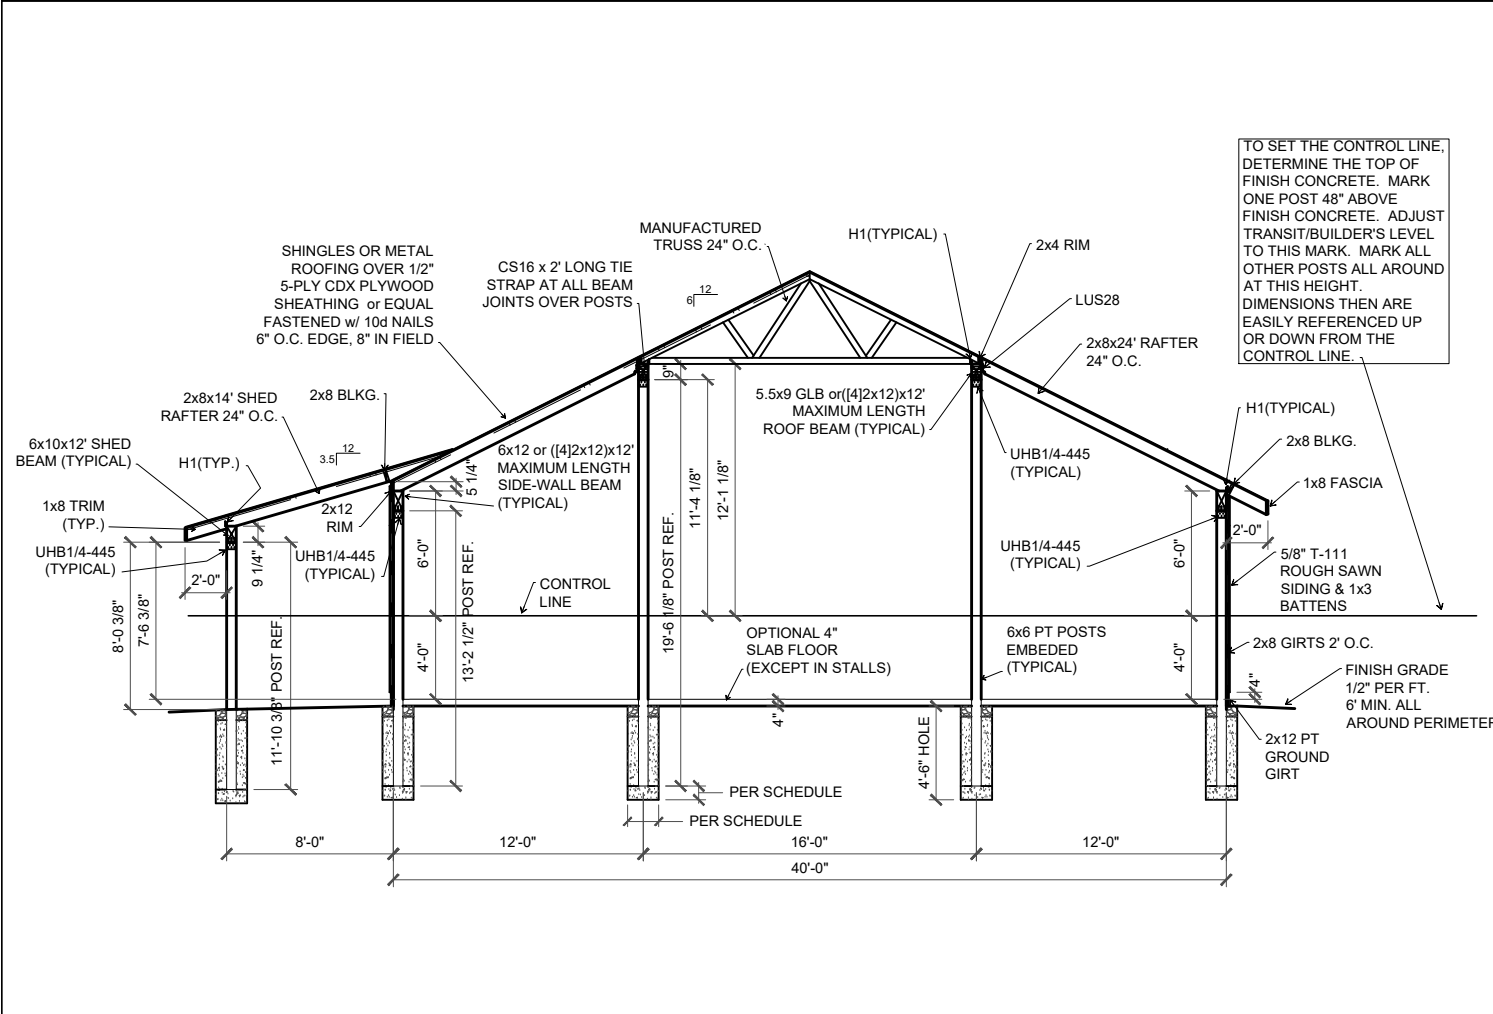 TO SET THE CONTROL LINE,
DETERMINE THE TOP OF
FINISH CONCRETE. MARK
ONE POST 48" ABOVE
FINISH CONCRETE. ADJUST
TRANSIT/BUILDER'S LEVEL
TO THIS MARK. MARK ALL
OTHER POSTS ALL AROUND
AT THIS HEIGHT.
DIMENSIONS THEN ARE
EASILY REFERENCED UP
OR DOWN FROM THE
CONTROL LINE.
MANUFACTURED
TRUSS 24" O.C.
H1(TYPICAL)
2x4 RIM
SHINGLES OR METAL
ROOFING OVER 1/2"
5-PLY CDX PLYWOOD
SHEATHING or EQUAL
FASTENED w/ 10d NAILS
6" O.C. EDGE, 8" IN FIELD
CS16 x 2' LONG TIE
STRAP AT ALL BEAM
JOINTS OVER POSTS
12
6
LUS28
2x8x24' RAFTER
24" O.C.
2x8x14' SHED
RAFTER 24" O.C.
2x8 BLKG.
9"
5.5x9 GLB or([4]2x12)x12'
MAXIMUM LENGTH
ROOF BEAM (TYPICAL)
H1(TYPICAL)
2x8 BLKG.
6x10x12' SHED
BEAM (TYPICAL)
H1(TYP.)
12
3.5
6x12 or ([4]2x12)x12'
MAXIMUM LENGTH
SIDE-WALL BEAM
(TYPICAL)
5 1/4"
UHB1/4-445
(TYPICAL)
1x8 FASCIA
1x8 TRIM
(TYP.)
2x12
RIM
11'-4 1/8"
12'-1 1/8"
UHB1/4-445
(TYPICAL)
UHB1/4-445
(TYPICAL)
UHB1/4-445
(TYPICAL)
2'-0"
9 1/4"
6'-0"
6'-0"
2'-0"
5/8" T-111
ROUGH SAWN
SIDING & 1x3
BATTENS
CONTROL
LINE
8'-0 3/8"
7'-6 3/8"
11'-10 3/8" POST REF.
4'-0"
13'-2 1/2" POST REF.
19'-6 1/8" POST REF.
OPTIONAL 4"
SLAB FLOOR
(EXCEPT IN STALLS)
6x6 PT POSTS
EMBEDED
(TYPICAL)
4'-0"
2x8 GIRTS 2' O.C.
4"
FINISH GRADE
1/2" PER FT.
6' MIN. ALL
AROUND PERIMETER
4"
4'-6" HOLE
2x12 PT
GROUND
GIRT
PER SCHEDULE
PER SCHEDULE
8'-0"
12'-0"
16'-0"
12'-0"
40'-0"